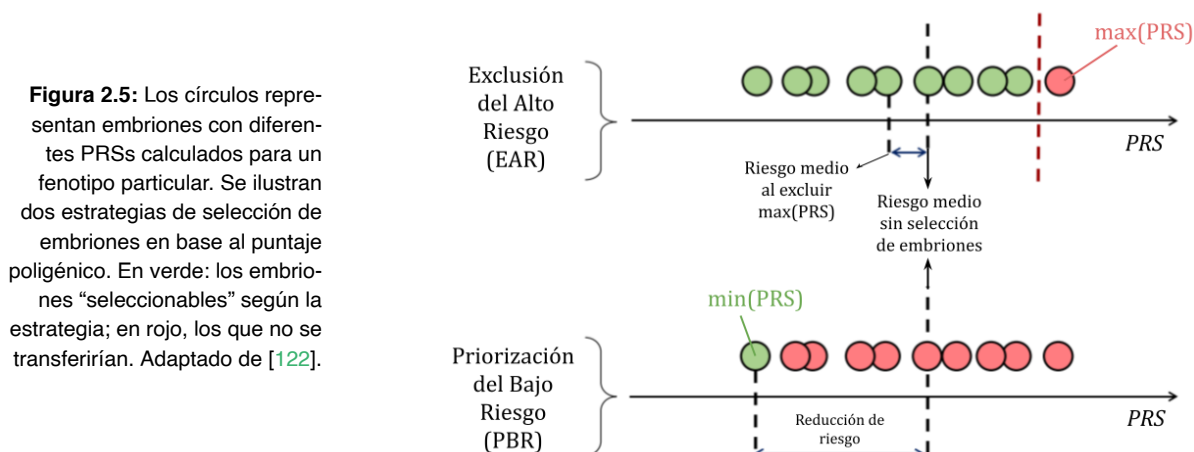 Figura 2.5: Los círculos repre-
sentan embriones con diferen-
tes PRSs calculados para un
fenotipo particular. Se ilustran
dos estrategias de selección de
embriones en base al puntaje
poligénico. En verde: los embrio-
nes “seleccionables” según la
estrategia; en rojo, los que no se
transferirían. Adaptado de [122].
Exclusión
del Alto
Riesgo
(EAR)
max(PRS)
PRS
Riesgo medio
al excluir
max(PRS)
Riesgo medio
sin selección
de embriones
min(PRS)
Priorización
del Bajo
Riesgo
(PBR)
PRS
Reducción de
riesgo